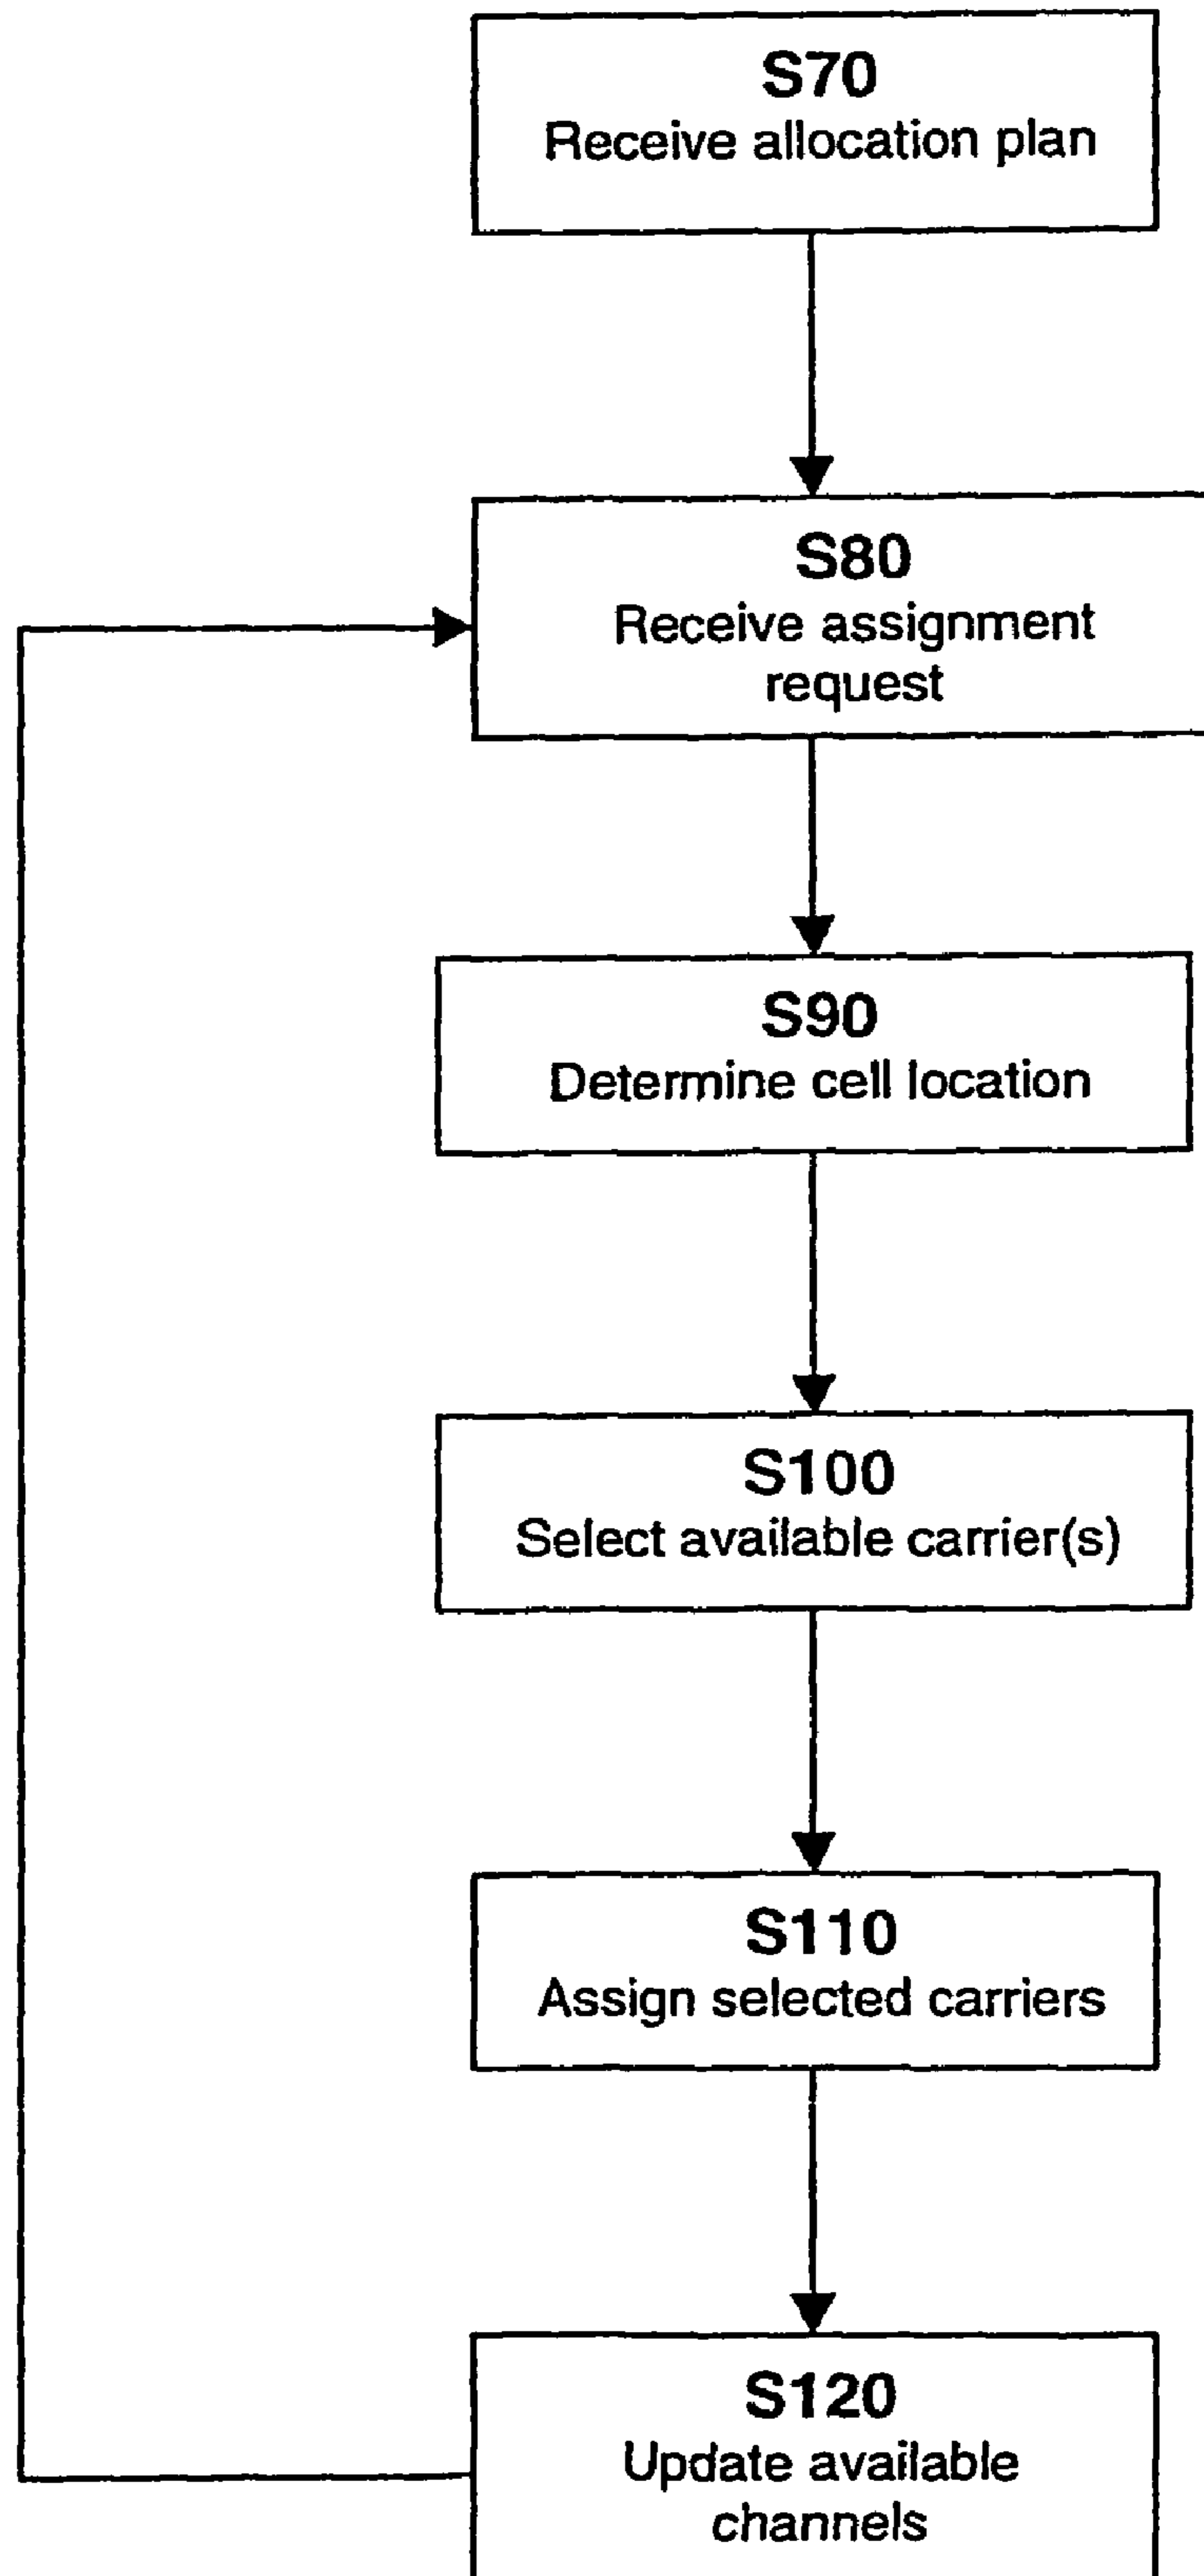 S70
Receive allocation plan
S80
Receive assignment
request
S90
Determine cell location
S100
Select available carrier(s)
S110
Assign selected carriers
S120
Update available
channels